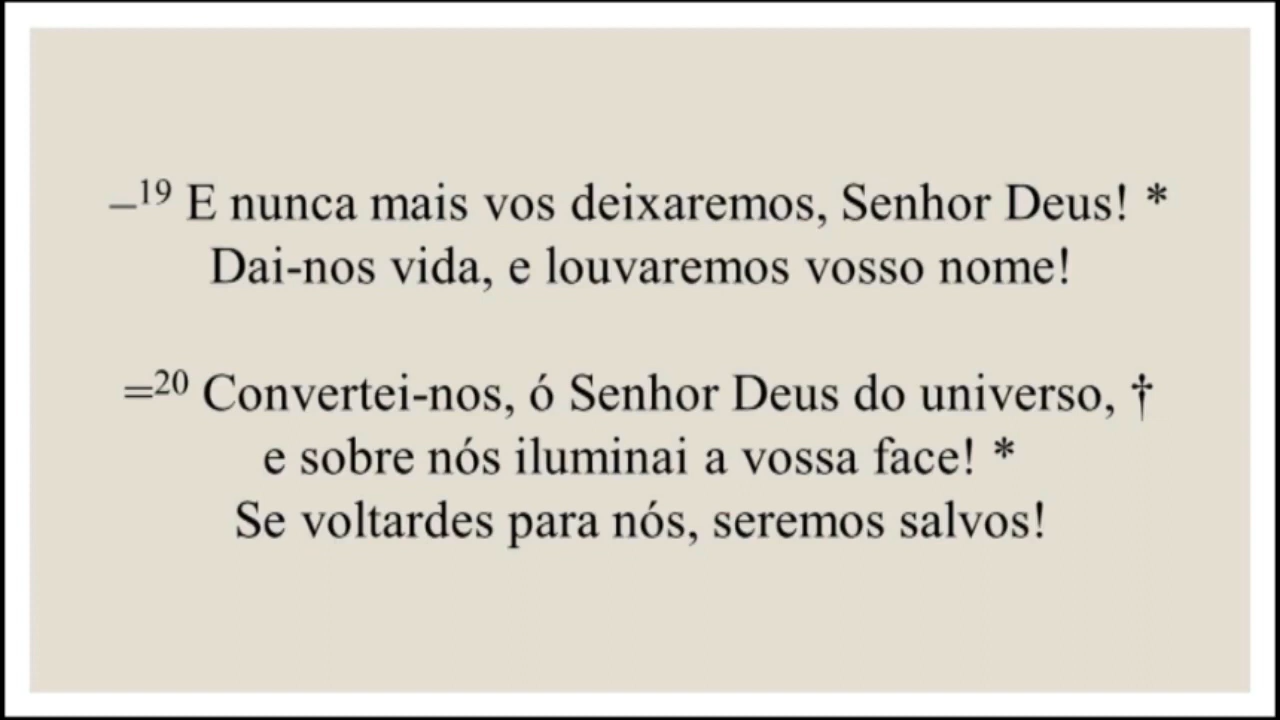 –19 E nunca mais vos deixaremos, Senhor Deus! *
Dai-nos vida, e louvaremos vosso nome!
=20 Convertei-nos, ó Senhor Deus do universo, †
e sobre nós iluminai a vossa face! *
Se voltardes para nós, seremos salvos!